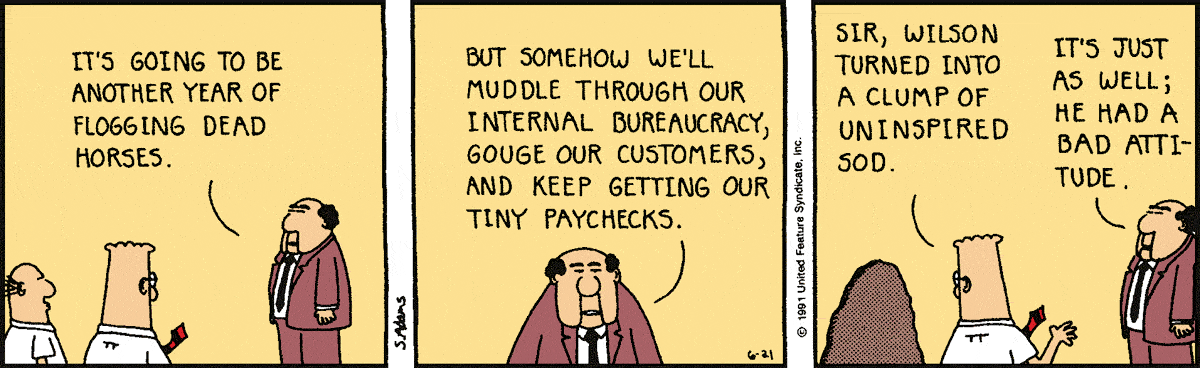 IT'S GOING TO BE
ANOTHER YEAR OF
FLOGGING DEAD
HORSES.
S. Adams
BUT SOMEHOW WE'LL
MUDDLE THROUGH OUR
INTERNAL BUREAUCRACY,
GOUGE OUR CUSTOMERS,
AND KEEP GETTING OUR
TINY PAYCHECKS.
6-21
© 1991 United Feature Syndicate, Inc.
SIR, WILSON
TURNED INTO
A CLUMP OF
UNINSPIRED
SOD.
IT'S JUST
AS WELL;
HE HAD A
BAD ATTI-
TUDE.